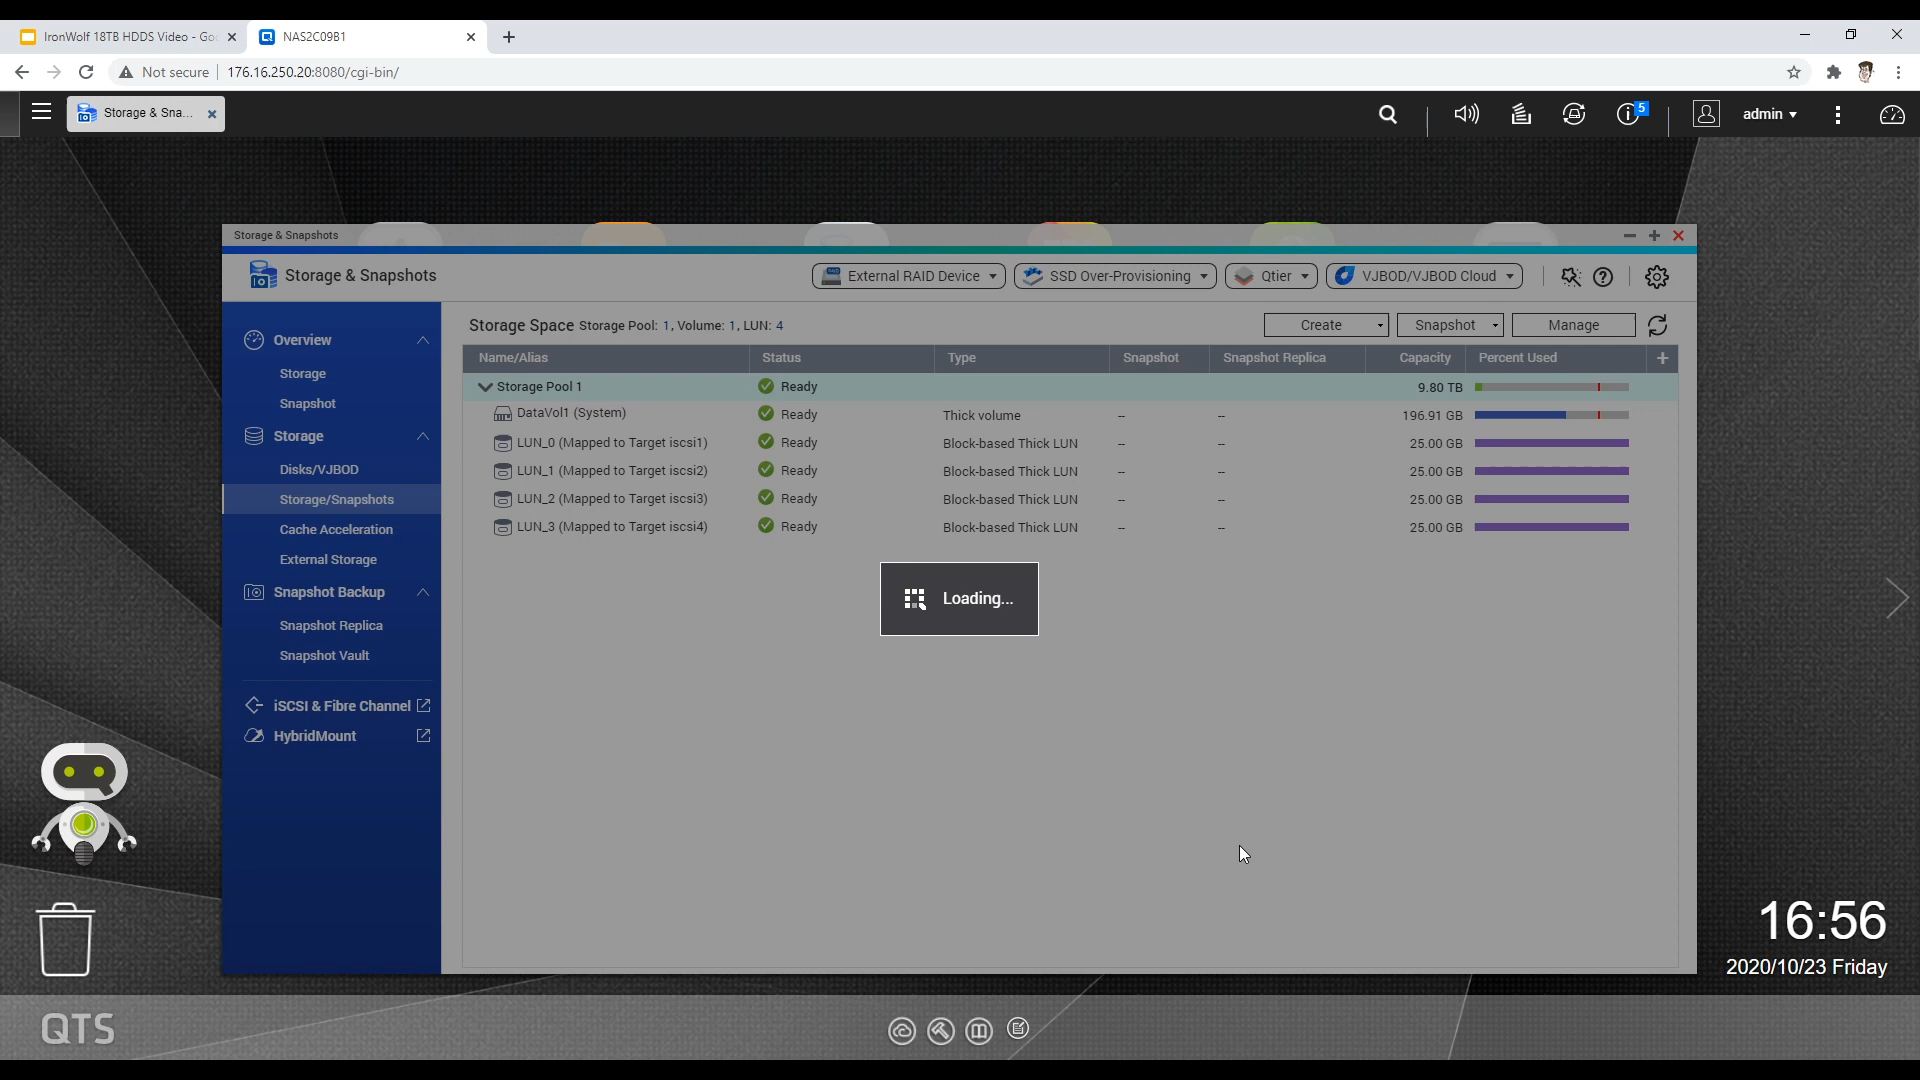 IronWolf 18TB HDDS Video - Goo
NAS2C09B1
Not secure
176.16.250.20:8080/cgi-bin/
Storage & Sna...
5
admin
Storage & Snapshots
Storage & Snapshots
External RAID Device
SSD Over-Provisioning
Qtier
VJBOD/VJBOD Cloud
Overview
Storage
Snapshot
Storage
Disks/VJBOD
Storage/Snapshots
Cache Acceleration
External Storage
Snapshot Backup
Snapshot Replica
Snapshot Vault
iSCSI & Fibre Channel
HybridMount
Storage Space Storage Pool: 1, Volume: 1, LUN: 4
Create
Snapshot
Manage
Name/Alias Status Type Snapshot Snapshot Replica Capacity Percent Used +
Storage Pool 1 Ready 9.80 TB
DataVol1 (System) Ready Thick volume -- -- 196.91 GB
LUN_0 (Mapped to Target iscsi1) Ready Block-based Thick LUN -- -- 25.00 GB
LUN_1 (Mapped to Target iscsi2) Ready Block-based Thick LUN -- -- 25.00 GB
LUN_2 (Mapped to Target iscsi3) Ready Block-based Thick LUN -- -- 25.00 GB
LUN_3 (Mapped to Target iscsi4) Ready Block-based Thick LUN -- -- 25.00 GB
Loading...
16:56
2020/10/23 Friday
QTS